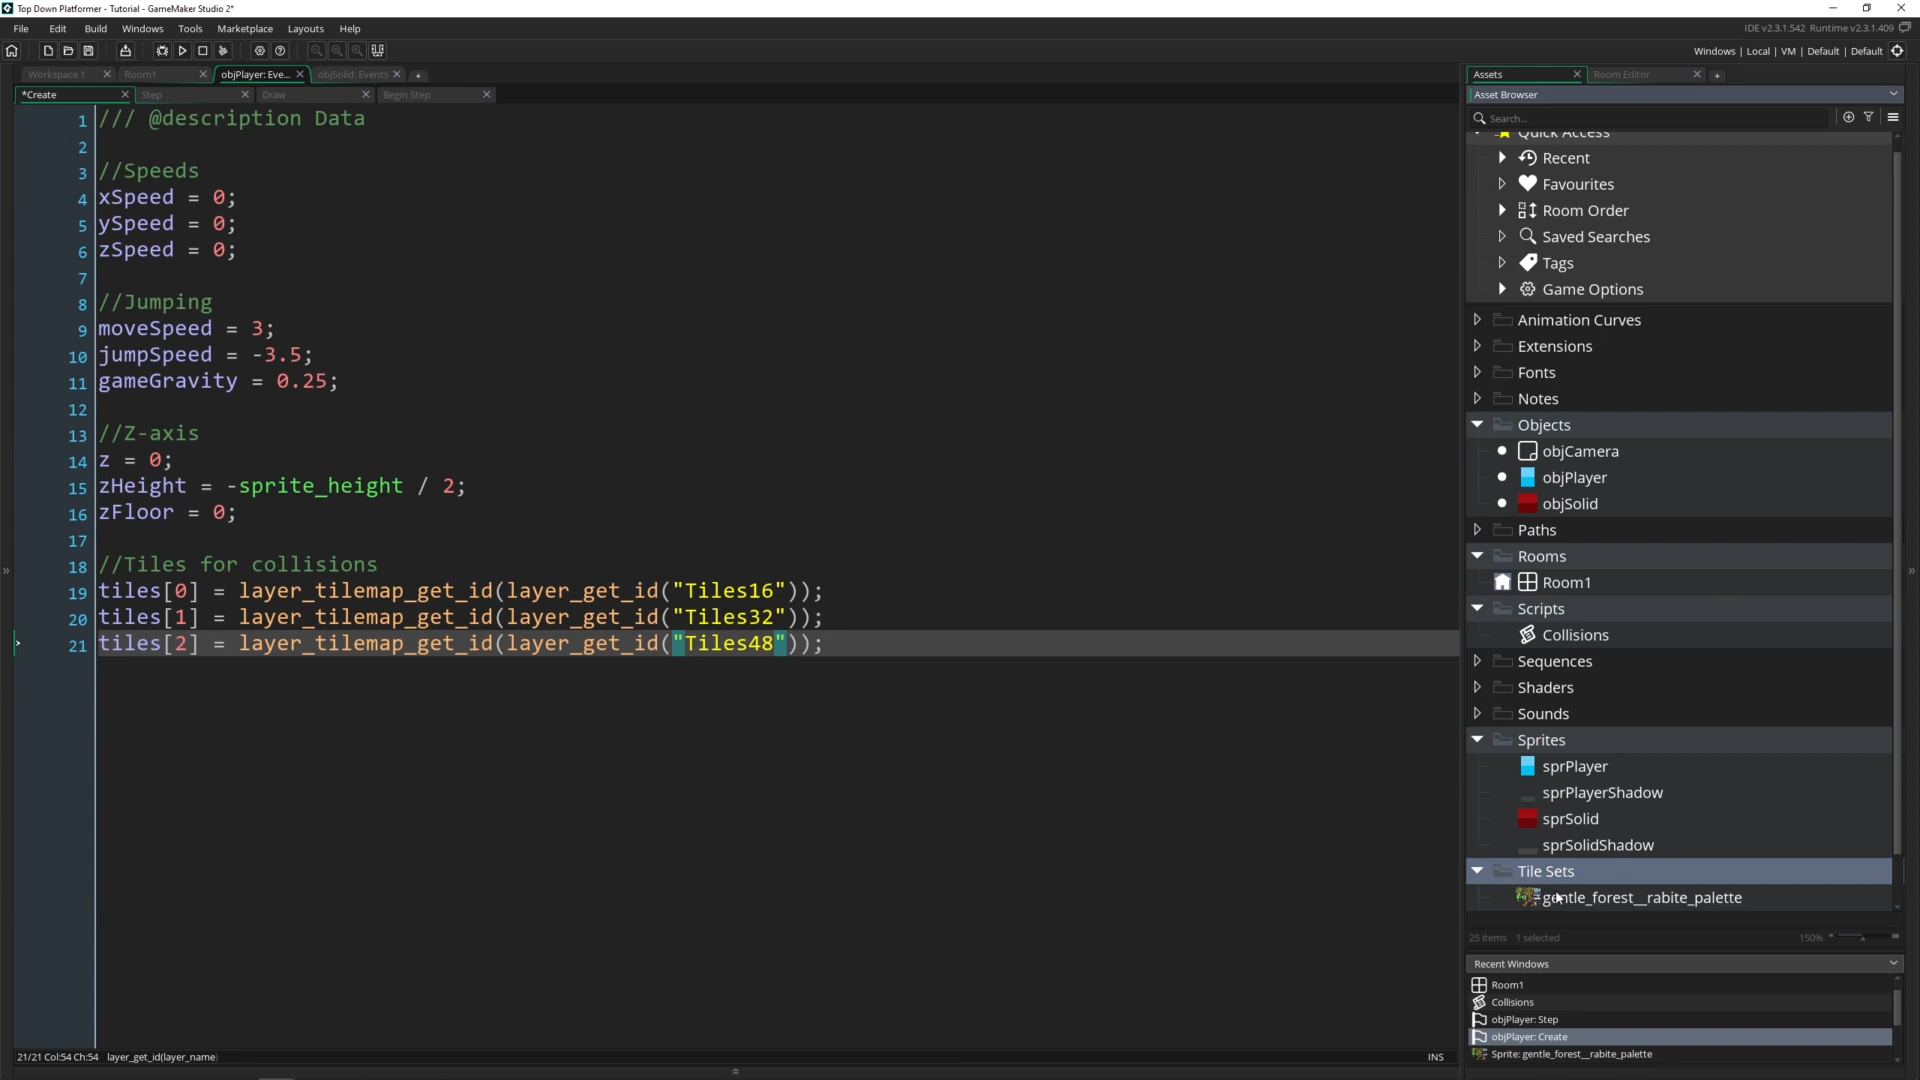 Top Down Platformer - Tutorial - GameMaker Studio 2*
File Edit Build Windows Tools Marketplace Layouts Help
IDE v2.3.1.542 Runtime v2.3.1.409
Windows | Local | VM | Default | Default
Workspace 1 Room1 objPlayer: Eve... objSolid: Events
*Create Step Draw Begin Step
1 /// @description Data
2
3 //Speeds
4 xSpeed = 0;
5 ySpeed = 0;
6 zSpeed = 0;
7
8 //Jumping
9 moveSpeed = 3;
10 jumpSpeed = -3.5;
11 gameGravity = 0.25;
12
13 //Z-axis
14 z = 0;
15 zHeight = -sprite_height / 2;
16 zFloor = 0;
17
18 //Tiles for collisions
19 tiles[0] = layer_tilemap_get_id(layer_get_id("Tiles16"));
20 tiles[1] = layer_tilemap_get_id(layer_get_id("Tiles32"));
21 tiles[2] = layer_tilemap_get_id(layer_get_id("Tiles48"));
21/21 Col:54 Ch:54 layer_get_id(layer_name)
INS
Assets Room Editor
Asset Browser
Search...
Quick Access
Recent
Favourites
Room Order
Saved Searches
Tags
Game Options
Animation Curves
Extensions
Fonts
Notes
Objects
objCamera
objPlayer
objSolid
Paths
Rooms
Room1
Scripts
Collisions
Sequences
Shaders
Sounds
Sprites
sprPlayer
sprPlayerShadow
sprSolid
sprSolidShadow
Tile Sets
gentle_forest__rabite_palette
25 items 1 selected 150%
Recent Windows
Room1
Collisions
objPlayer: Step
objPlayer: Create
Sprite: gentle_forest__rabite_palette